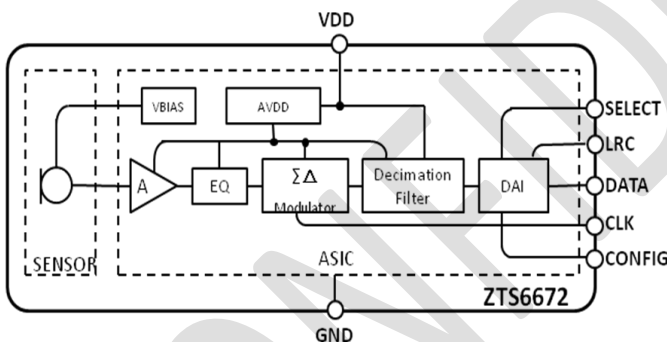 VDD
VBIAS
AVDD
SELECT
LRC
A
EQ
ΣΔ
Modulator
Decimation
Filter
DAI
DATA
CLK
SENSOR
ASIC
CONFIG
ZTS6672
GND